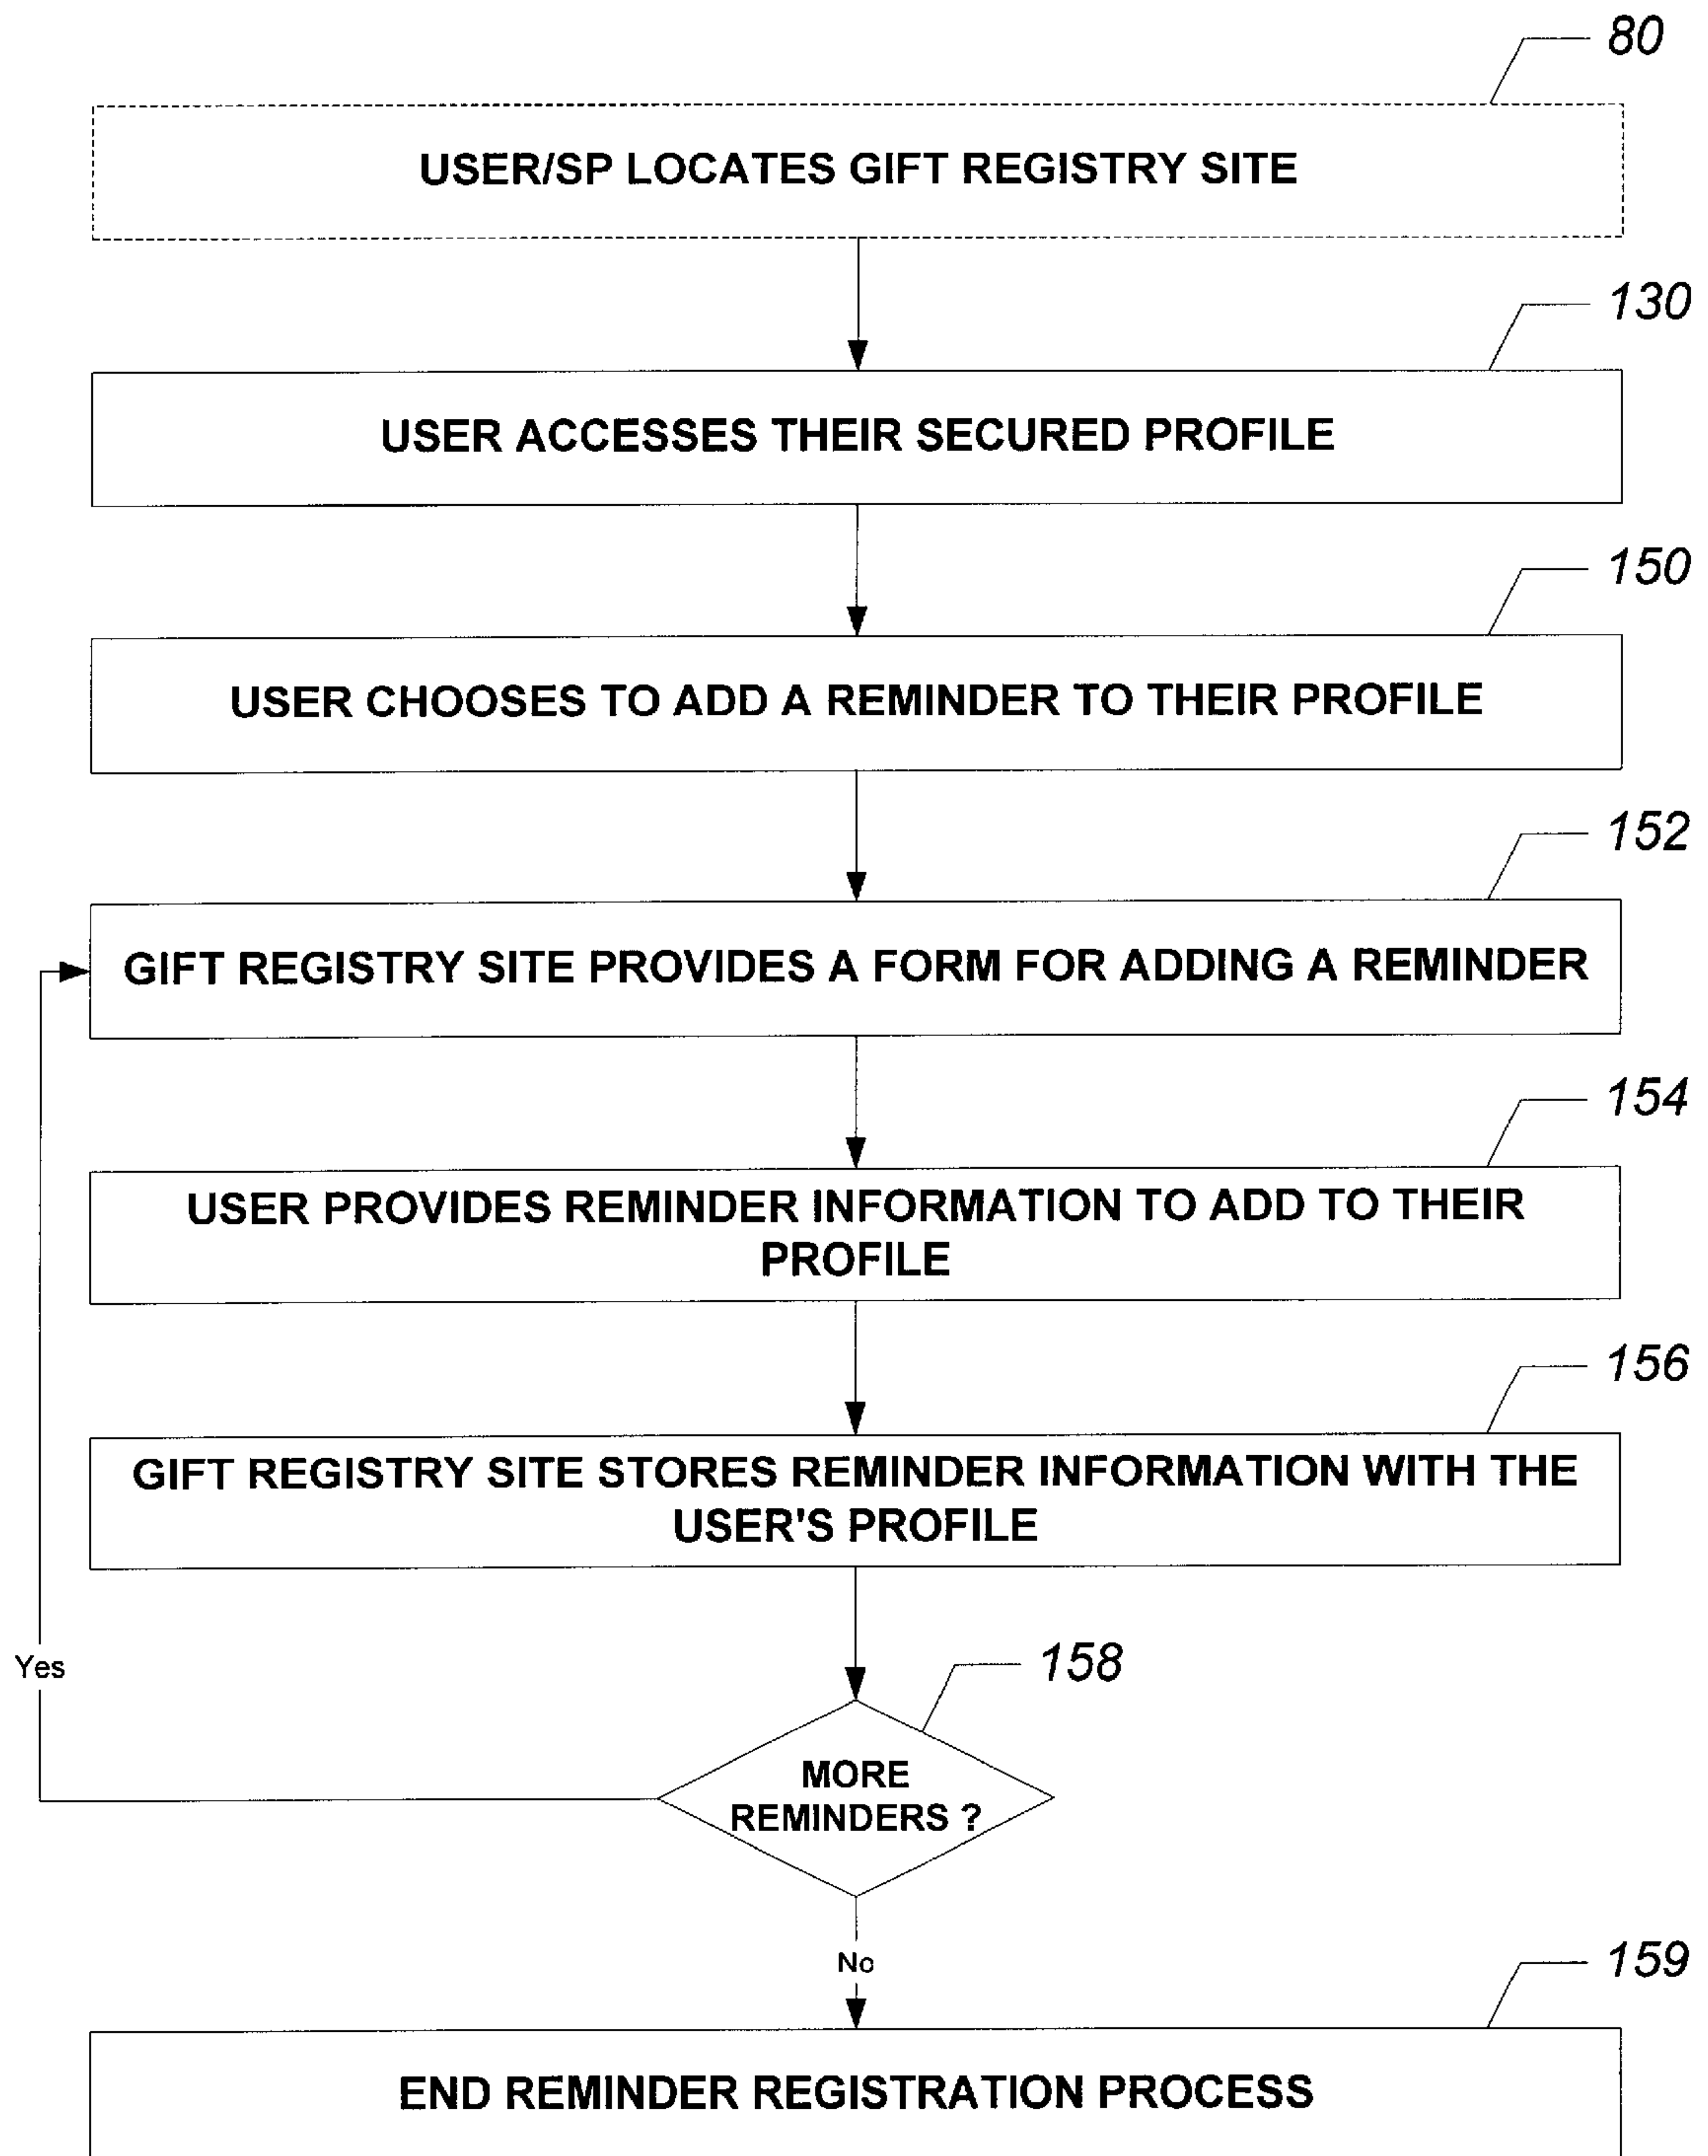 80
USER/SP LOCATES GIFT REGISTRY SITE
130
USER ACCESSES THEIR SECURED PROFILE
150
USER CHOOSES TO ADD A REMINDER TO THEIR PROFILE
152
GIFT REGISTRY SITE PROVIDES A FORM FOR ADDING A REMINDER
154
USER PROVIDES REMINDER INFORMATION TO ADD TO THEIR
PROFILE
156
GIFT REGISTRY SITE STORES REMINDER INFORMATION WITH THE
USER'S PROFILE
Yes
158
MORE
REMINDERS ?
No
159
END REMINDER REGISTRATION PROCESS